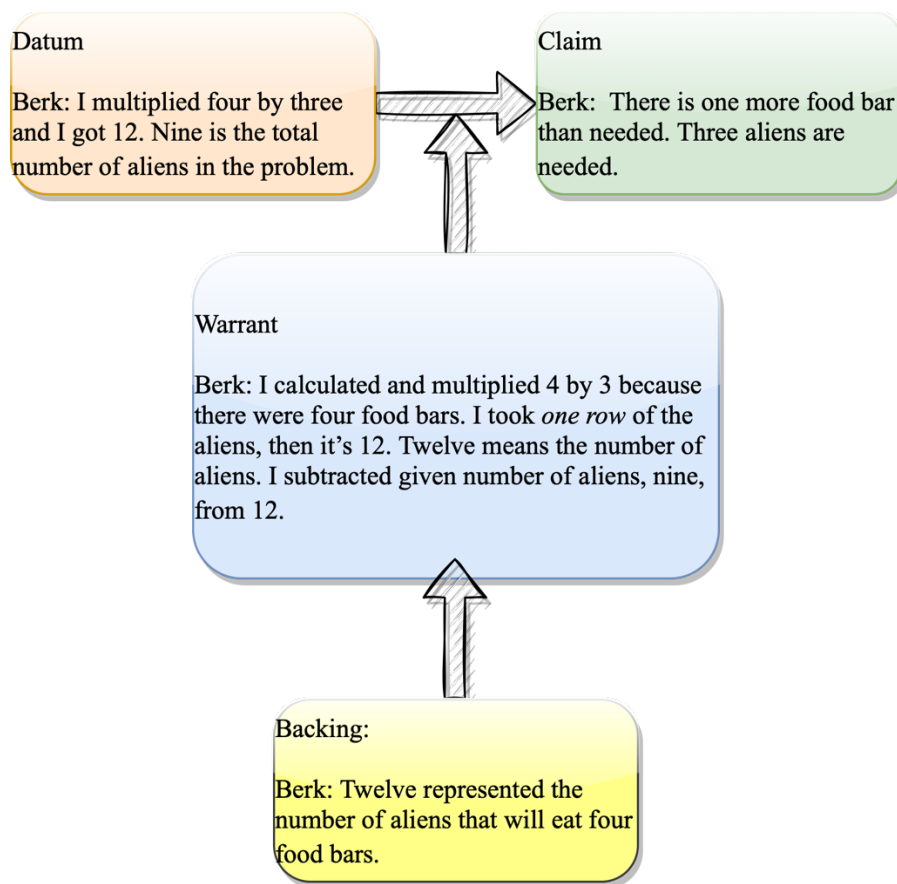 Datum
Berk: I multiplied four by three
and I got 12. Nine is the total
number of aliens in the problem.
Claim
Berk:  There is one more food bar
than needed. Three aliens are
needed.
Warrant
Berk: I calculated and multiplied 4 by 3 because
there were four food bars. I took one row of the
aliens, then it’s 12. Twelve means the number of
aliens. I subtracted given number of aliens, nine,
from 12.
Backing:
Berk: Twelve represented the
number of aliens that will eat four
food bars.